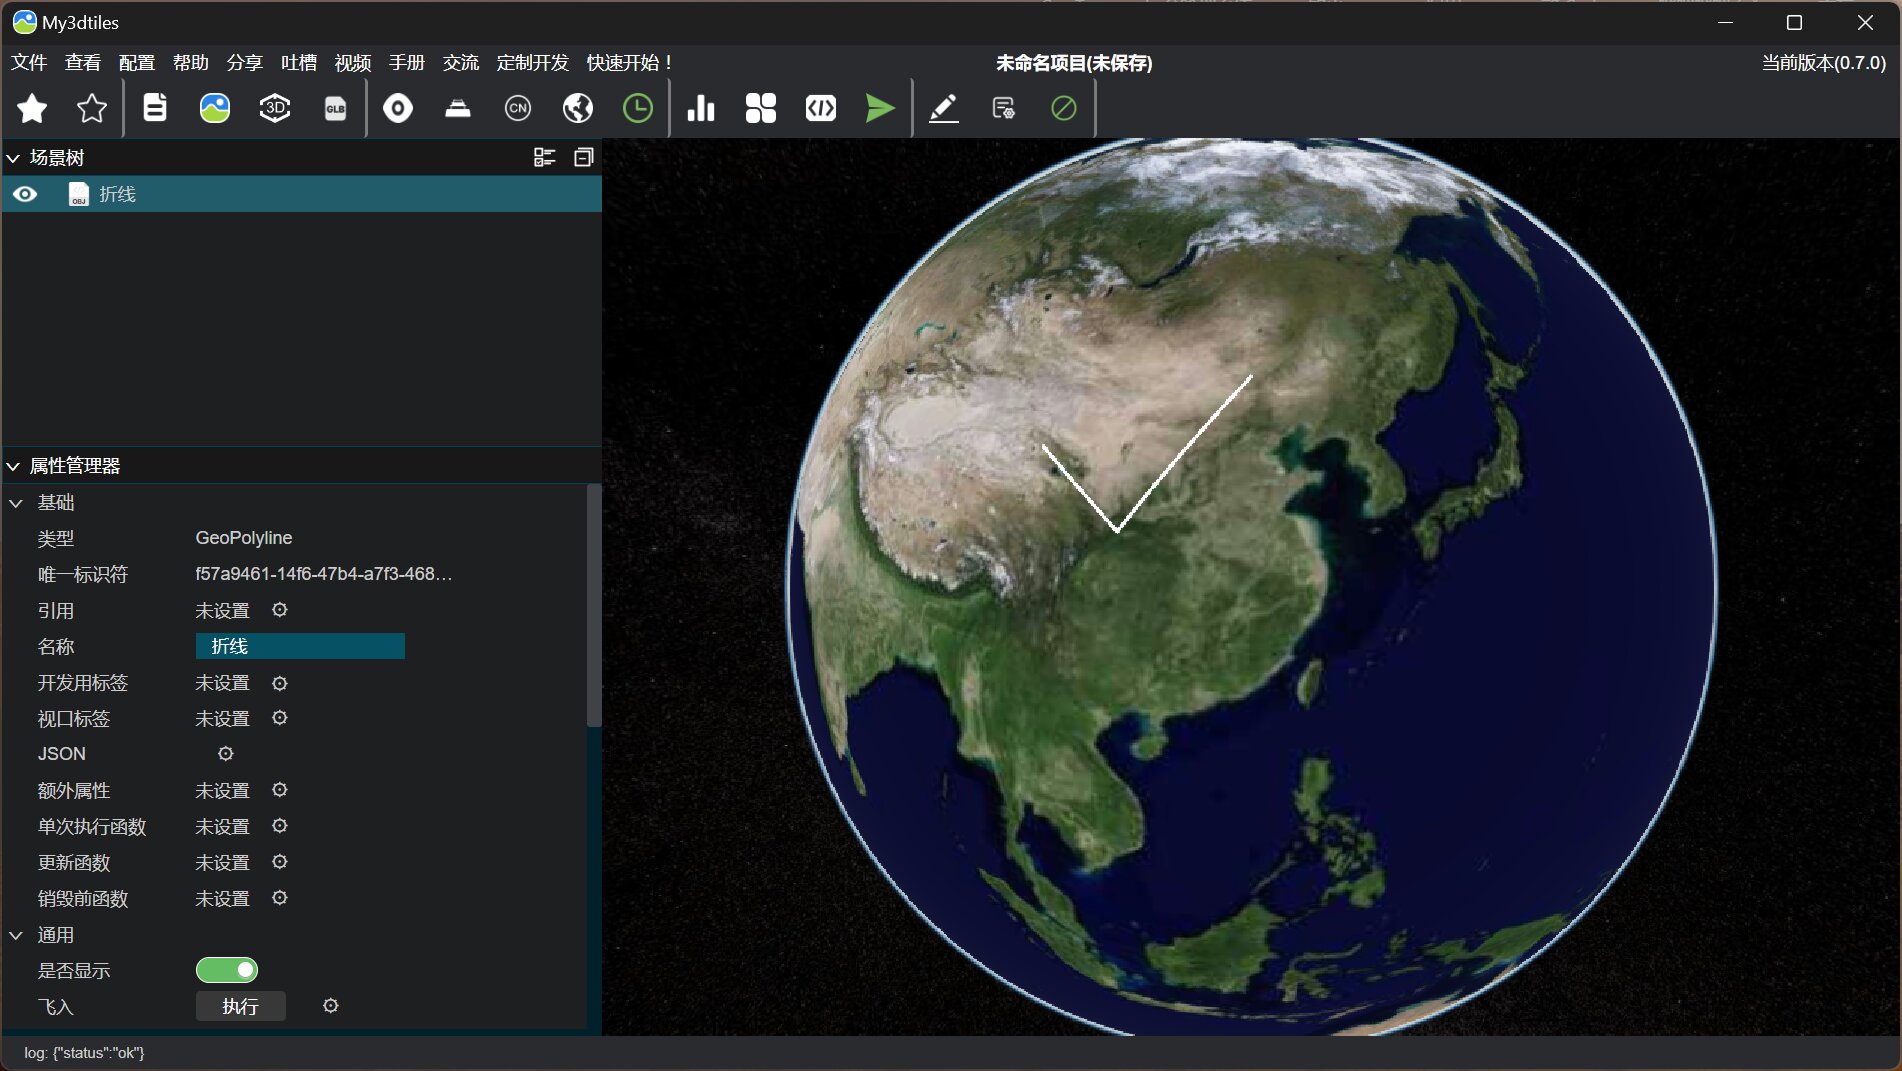 My3dtiles
文件 查看 配置 帮助 分享 吐槽 视频 手册 交流 定制开发 快速开始！ 未命名项目(未保存) 当前版本(0.7.0)
3D GLB CN
场景树
OBJ 折线
属性管理器
基础
类型 GeoPolyline
唯一标识符 f57a9461-14f6-47b4-a7f3-468…
引用 未设置
名称 折线
开发用标签 未设置
视口标签 未设置
JSON
额外属性 未设置
单次执行函数 未设置
更新函数 未设置
销毁前函数 未设置
通用
是否显示
飞入 执行
log: {"status":"ok"}